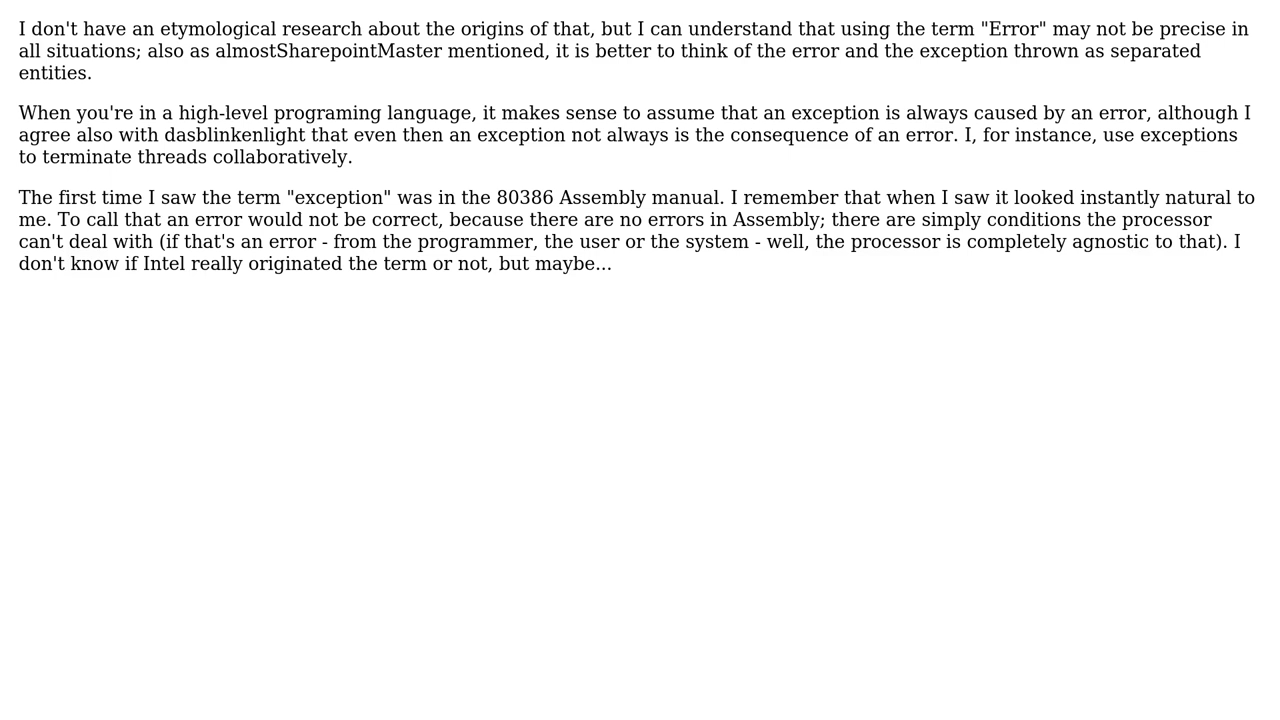 I don't have an etymological research about the origins of that, but I can understand that using the term "Error" may not be precise in
all situations; also as almostSharepointMaster mentioned, it is better to think of the error and the exception thrown as separated
entities.
When you're in a high-level programing language, it makes sense to assume that an exception is always caused by an error, although I
agree also with dasblinkenlight that even then an exception not always is the consequence of an error. I, for instance, use exceptions
to terminate threads collaboratively.
The first time I saw the term "exception" was in the 80386 Assembly manual. I remember that when I saw it looked instantly natural to
me. To call that an error would not be correct, because there are no errors in Assembly; there are simply conditions the processor
can't deal with (if that's an error - from the programmer, the user or the system - well, the processor is completely agnostic to that). I
don't know if Intel really originated the term or not, but maybe...